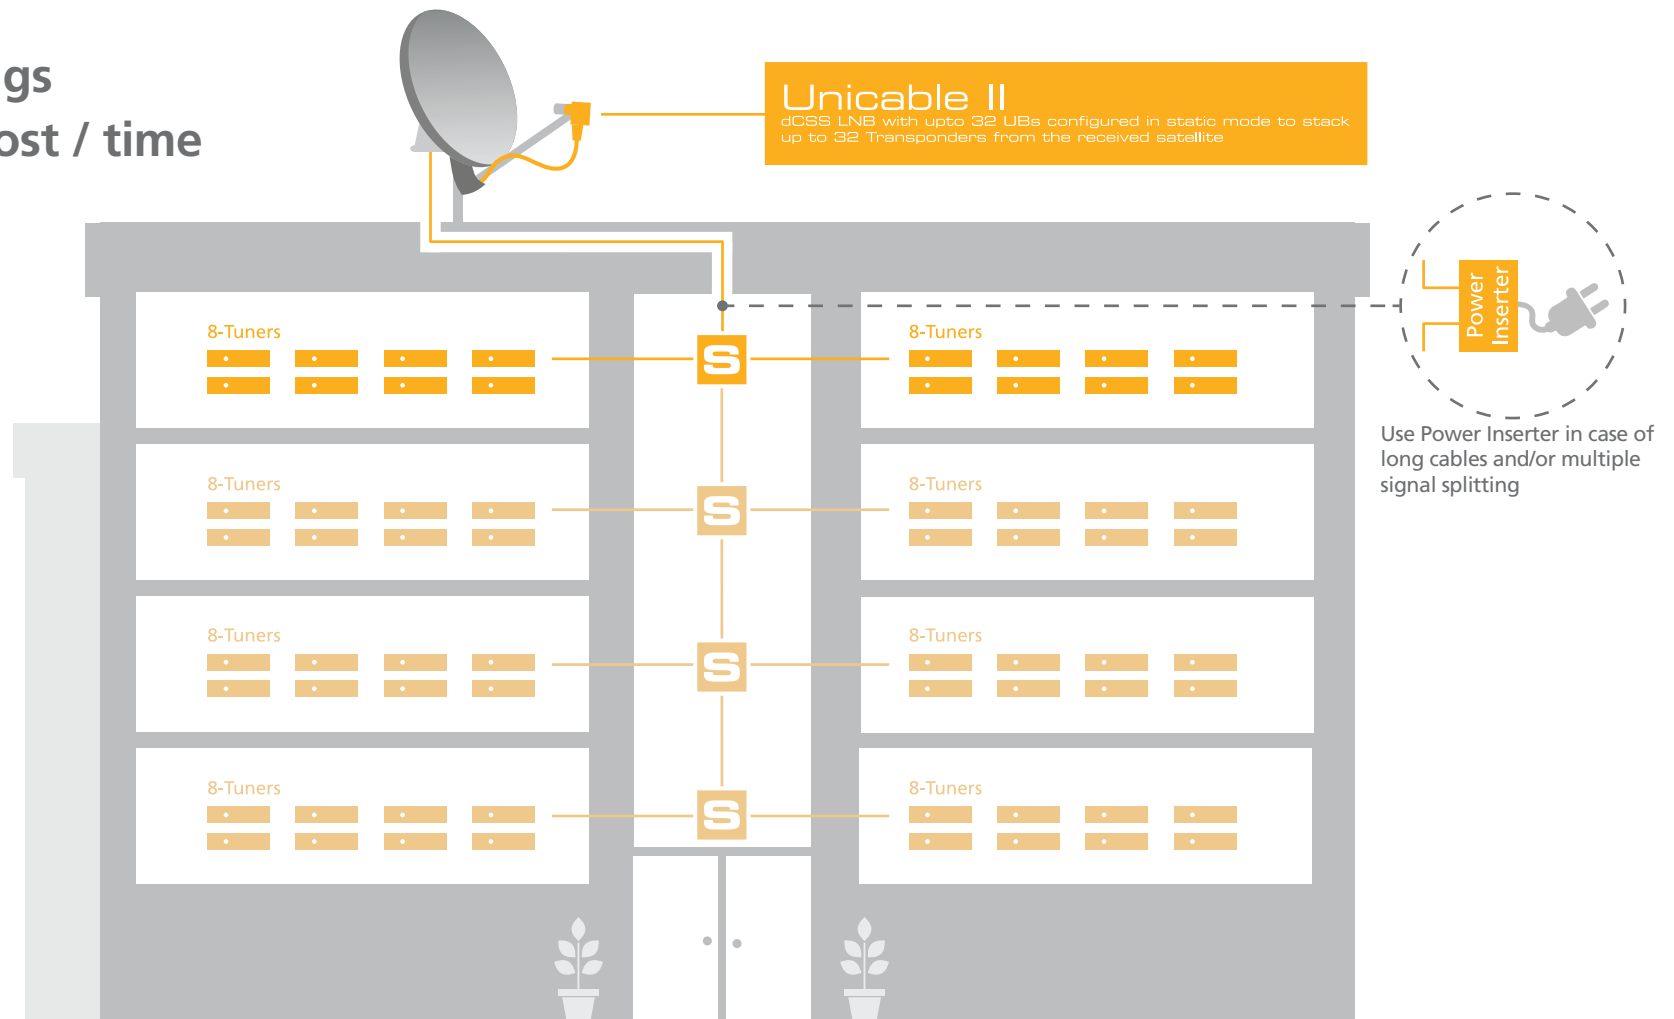 gs
ost / time
Unicable II
dCSS LNB with upto 32 UBs configured in static mode to stack
up to 32 Transponders from the received satellite
Power
Inserter
Use Power Inserter in case of
long cables and/or multiple
signal splitting
8-Tuners
S
8-Tuners
8-Tuners
S
8-Tuners
8-Tuners
S
8-Tuners
8-Tuners
S
8-Tuners